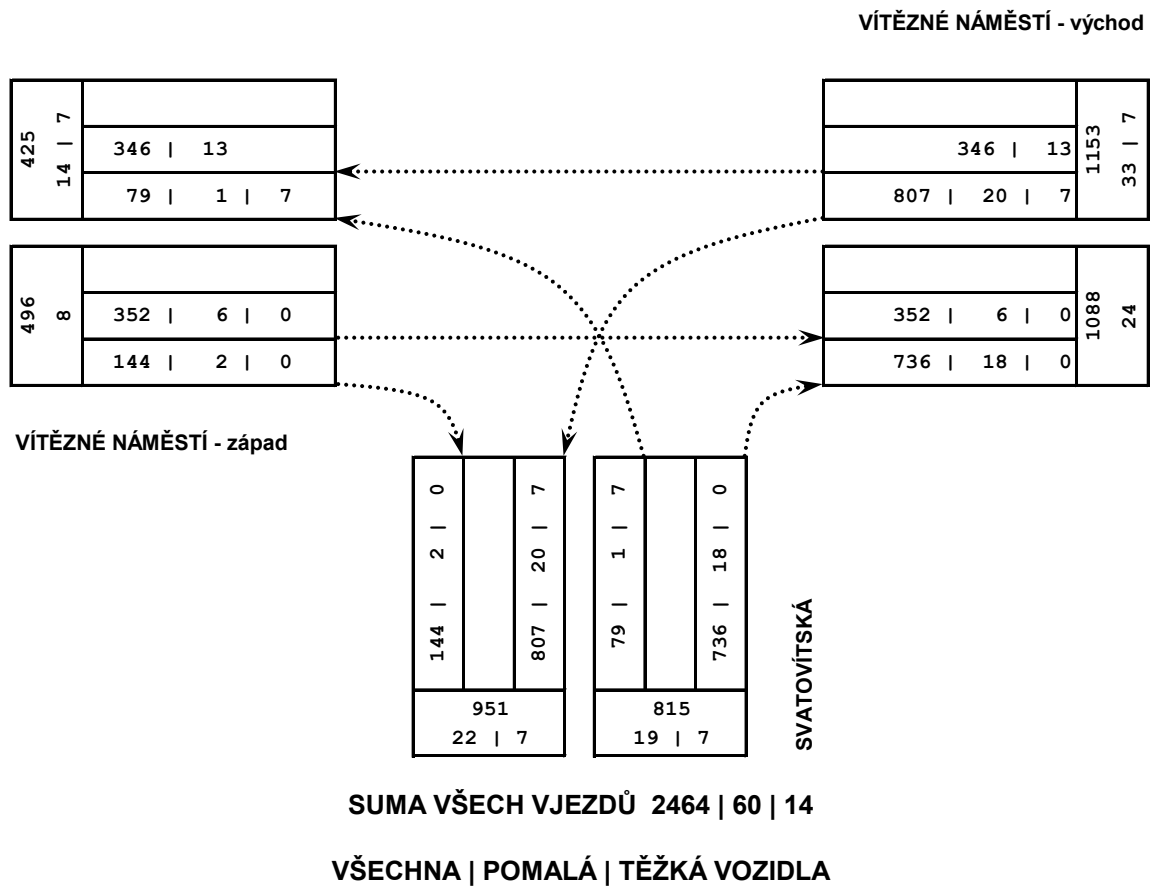 VÍTĚZNÉ NÁMĚSTÍ - východ
425
14 | 7
346 | 13
79 | 1 | 7
346 | 13
807 | 20 | 7
1153
33 | 7
496
8
352 | 6 | 0
144 | 2 | 0
352 | 6 | 0
736 | 18 | 0
1088
24
VÍTĚZNÉ NÁMĚSTÍ - západ
144 | 2 | 0
807 | 20 | 7
79 | 1 | 7
736 | 18 | 0
SVATOVÍTSKÁ
951
22 | 7
815
19 | 7
SUMA VŠECH VJEZDŮ 2464 | 60 | 14
VŠECHNA | POMALÁ | TĚŽKÁ VOZIDLA